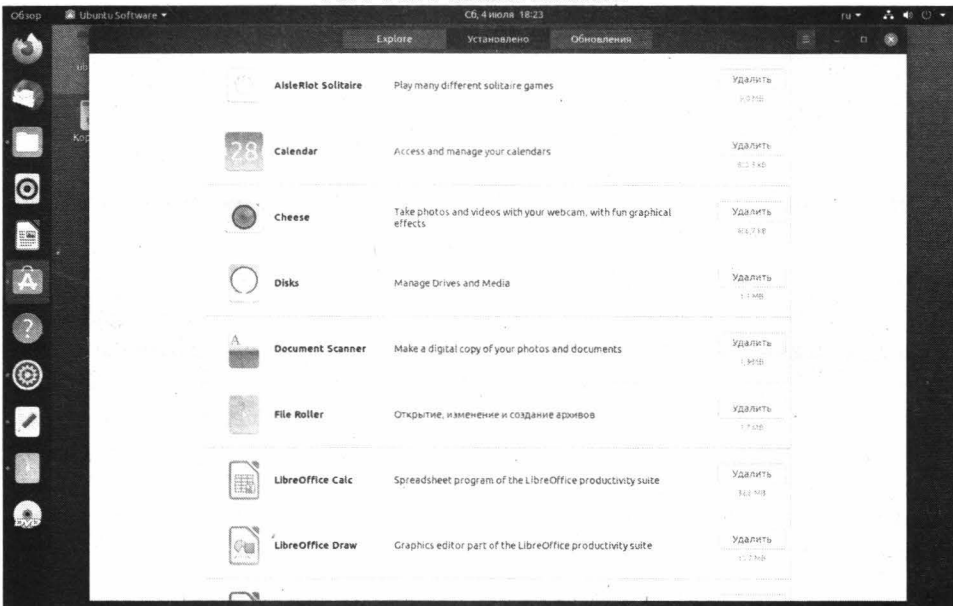 Обзор
Ubuntu Software
Сб, 4 июля 18:23
ru
Explore
Установлено
Обновления
AisleRiot Solitaire
Play many different solitaire games
Удалить
28
Calendar
Access and manage your calendars
Удалить
Cheese
Take photos and videos with your webcam, with fun graphical
effects
Удалить
Disks
Manage Drives and Media
Удалить
A
Document Scanner
Make a digital copy of your photos and documents
Удалить
File Roller
Открытие, изменение и создание архивов
Удалить
LibreOffice Calc
Spreadsheet program of the LibreOffice productivity suite
Удалить
LibreOffice Draw
Graphics editor part of the LibreOffice productivity suite
Удалить
DVD